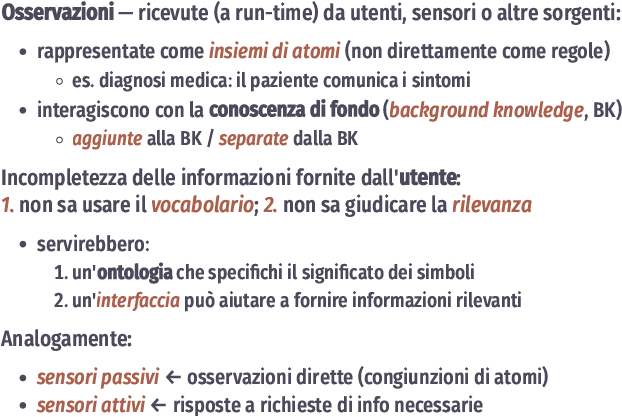 Osservazioni — ricevute (a run-time) da utenti, sensori o altre sorgenti:
• rappresentate come insiemi di atomi (non direttamente come regole)
◦ es. diagnosi medica: il paziente comunica i sintomi
• interagiscono con la conoscenza di fondo (background knowledge, BK)
◦ aggiunte alla BK / separate dalla BK
Incompletezza delle informazioni fornite dall'utente:
1. non sa usare il vocabolario; 2. non sa giudicare la rilevanza
• servirebbero:
1. un'ontologia che specifichi il significato dei simboli
2. un'interfaccia può aiutare a fornire informazioni rilevanti
Analogamente:
• sensori passivi ← osservazioni dirette (congiunzioni di atomi)
• sensori attivi ← risposte a richieste di info necessarie